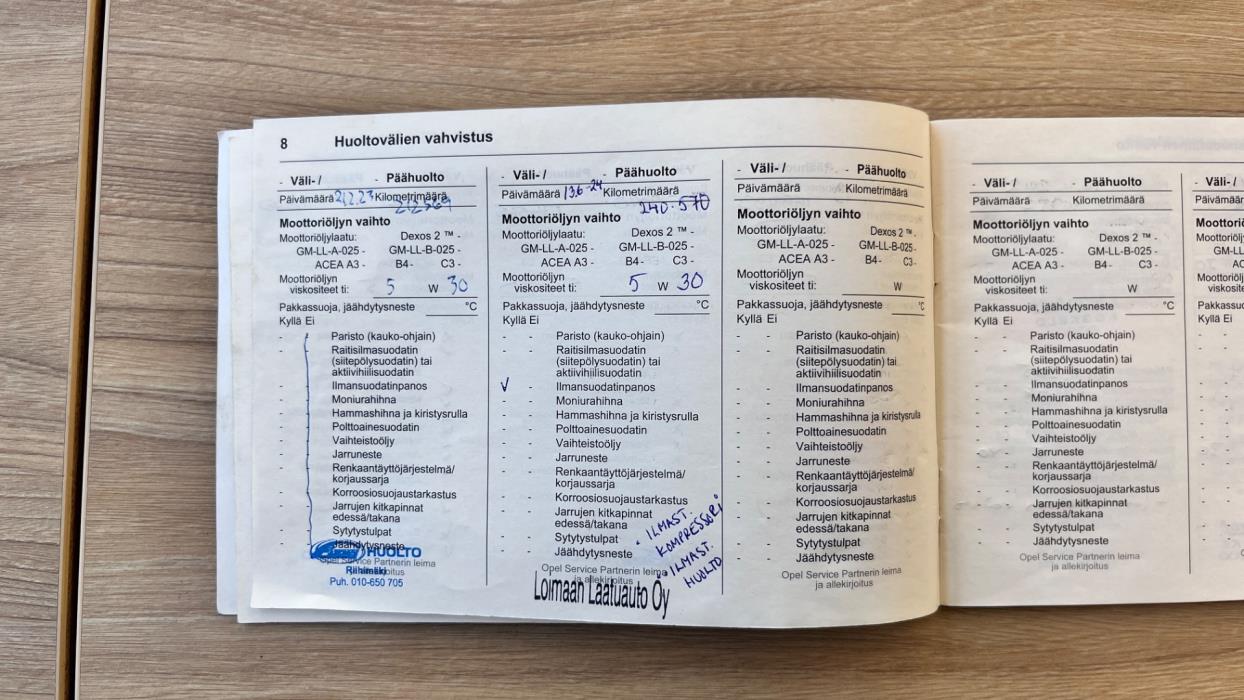 8 Huoltovälien vahvistus
- Väli- / - Päähuolto
Päivämäärä 2.2.23 Kilometrimäärä
Moottoriöljyn vaihto
Moottoriöljylaatu: Dexos 2 ™ -
GM-LL-A-025 - GM-LL-B-025 -
ACEA A3 - B4 - C3 -
Moottoriöljyn
viskositeet ti: 5 W 30
Pakkassuoja, jäähdytysneste °C
Kyllä Ei
- Paristo (kauko-ohjain)
- Raitisilmasuodatin
(siitepölysuodatin) tai
aktiivihiilisuodatin
- Ilmansuodatinpanos
- Moniurahihna
- Hammashihna ja kiristysrulla
- Polttoainesuodatin
- Vaihteistoöljy
- Jarruneste
- Renkaantäyttöjärjestelmä/
korjaussarja
- Korroosiosuojaustarkastus
- Jarrujen kitkapinnat
edessä/takana
- Sytytystulpat
- Jäähdytysneste
HUOLTO
Riihimäki
Puh. 010-650 705
- Väli- / - Päähuolto
Päivämäärä 13.6-24 Kilometrimäärä
240.570
Moottoriöljyn vaihto
Moottoriöljylaatu: Dexos 2 ™ -
GM-LL-A-025 - GM-LL-B-025 -
ACEA A3 - B4- C3 -
Moottoriöljyn
viskositeet ti: 5 W 30
Pakkassuoja, jäähdytysneste °C
Kyllä Ei
- - Paristo (kauko-ohjain)
- - Raitisilmasuodatin
(siitepölysuodatin) tai
aktiivihiilisuodatin
V - Ilmansuodatinpanos
- - Moniurahihna
- - Hammashihna ja kiristysrulla
- - Polttoainesuodatin
- - Vaihteistoöljy
- - Jarruneste
- - Renkaantäyttöjärjestelmä/
korjaussarja
- - Korroosiosuojaustarkastus
- - Jarrujen kitkapinnat
edessä/takana
- - Sytytystulpat
- - Jäähdytysneste
• ILMAST.
KOMPRESSORI
• ILMAST.
HUOLTO
Opel Service Partnerin leima
ja allekirjoitus
Loimaan Laatuauto Oy
- Väli- / - Päähuolto
Päivämäärä Kilometrimäärä
Moottoriöljyn vaihto
Moottoriöljylaatu: Dexos 2 ™ -
GM-LL-A-025 - GM-LL-B-025 -
ACEA A3 - B4- C3 -
Moottoriöljyn
viskositeet ti: W
Pakkassuoja, jäähdytysneste °C
Kyllä Ei
- - Paristo (kauko-ohjain)
- - Raitisilmasuodatin
(siitepölysuodatin) tai
aktiivihiilisuodatin
- - Ilmansuodatinpanos
- - Moniurahihna
- - Hammashihna ja kiristysrulla
- - Polttoainesuodatin
- - Vaihteistoöljy
- - Jarruneste
- - Renkaantäyttöjärjestelmä/
korjaussarja
- - Korroosiosuojaustarkastus
- - Jarrujen kitkapinnat
edessä/takana
- - Sytytystulpat
- - Jäähdytysneste
Opel Service Partnerin leima
ja allekirjoitus
- Väli- / - Päähuolto
Päivämäärä Kilometrimäärä
Moottoriöljyn vaihto
Moottoriöljylaatu: Dexos 2 ™ -
GM-LL-A-025 - GM-LL-B-025 -
ACEA A3 - B4- C3 -
Moottoriöljyn
viskositeet ti: W
Pakkassuoja, jäähdytysneste °C
Kyllä Ei
- - Paristo (kauko-ohjain)
- - Raitisilmasuodatin
(siitepölysuodatin) tai
aktiivihiilisuodatin
- - Ilmansuodatinpanos
- - Moniurahihna
- - Hammashihna ja kiristysrulla
- - Polttoainesuodatin
- - Vaihteistoöljy
- - Jarruneste
- - Renkaantäyttöjärjestelmä/
korjaussarja
- - Korroosiosuojaustarkastus
- - Jarrujen kitkapinnat
edessä/takana
- - Sytytystulpat
- - Jäähdytysneste
Opel Service Partnerin leima
ja allekirjoitus
- Väli- /
Kyllä Ei